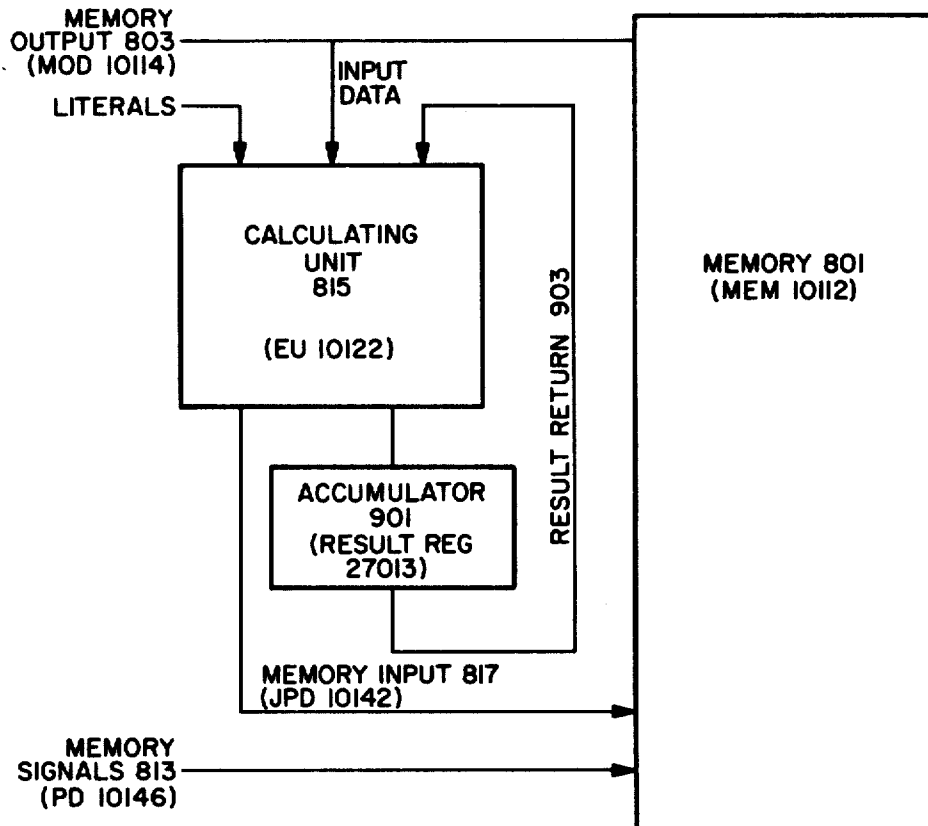 MEMORY
OUTPUT 803
(MOD 10114)
INPUT
DATA
LITERALS
CALCULATING
UNIT
815
(EU 10122)
MEMORY 801
(MEM 10112)
RESULT RETURN 903
ACCUMULATOR
901
(RESULT REG
27013)
MEMORY INPUT 817
(JPD 10142)
MEMORY
SIGNALS 813
(PD 10146)